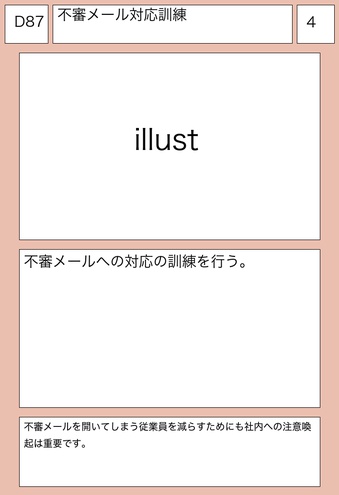 D87
不審メール対応訓練
4
illust
不審メールへの対応の訓練を行う。
不審メールを開いてしまう従業員を減らすためにも社内への注意喚
起は重要です。